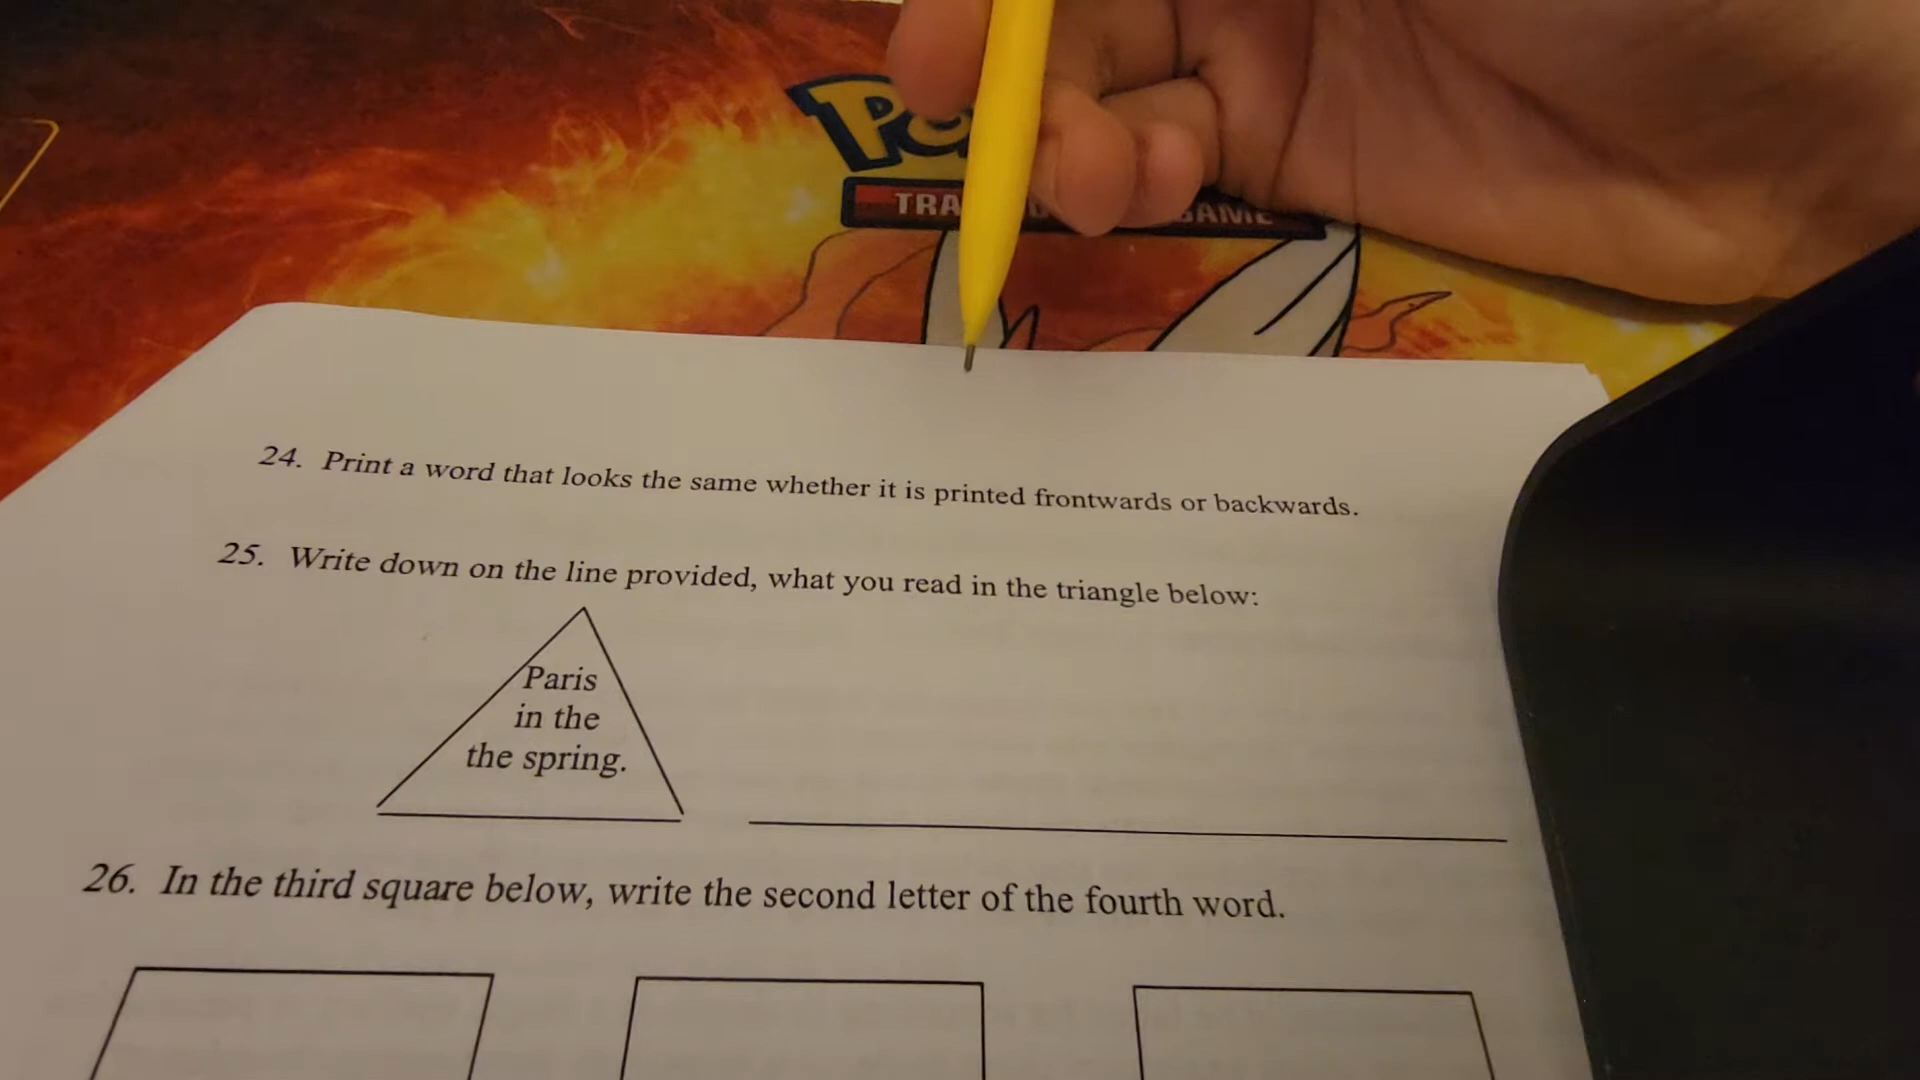 TRA
GAME
24. Print a word that looks the same whether it is printed frontwards or backwards.
25. Write down on the line provided, what you read in the triangle below:
Paris
in the
the spring.
26. In the third square below, write the second letter of the fourth word.